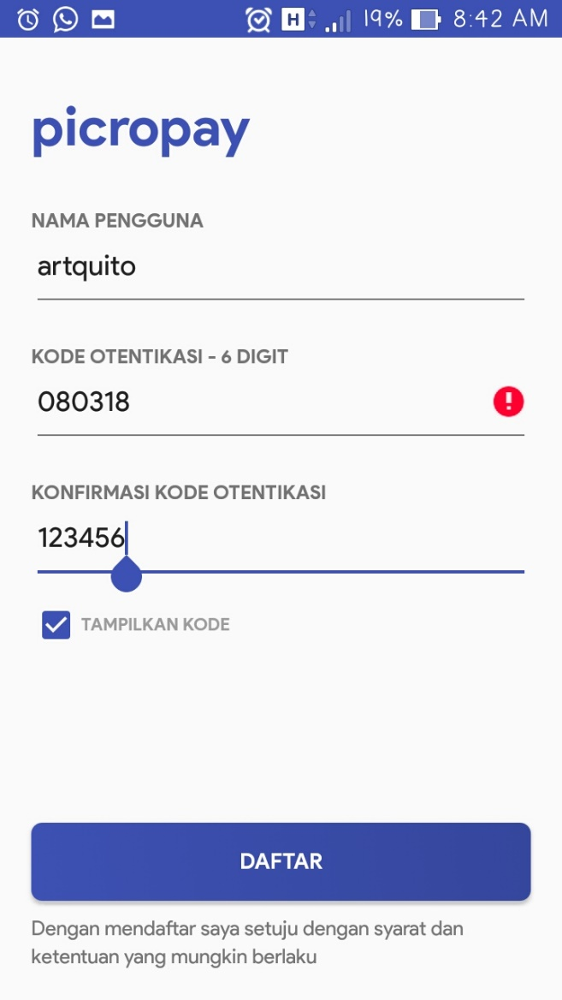 H 19% 8:42 AM
picropay
NAMA PENGGUNA
artquito
KODE OTENTIKASI - 6 DIGIT
080318
KONFIRMASI KODE OTENTIKASI
123456
TAMPILKAN KODE
DAFTAR
Dengan mendaftar saya setuju dengan syarat dan
ketentuan yang mungkin berlaku